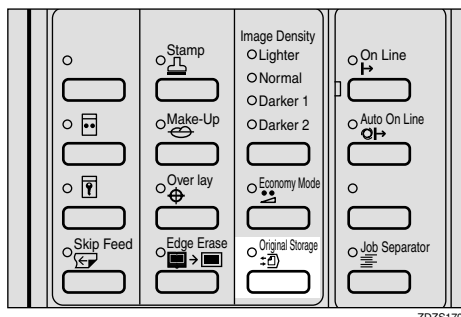 Stamp
Image Density
Lighter
Normal
Darker 1
Darker 2
On Line
Make-Up
Auto On Line
Over lay
Economy Mode
Skip Feed
Edge Erase
Original Storage
Job Separator